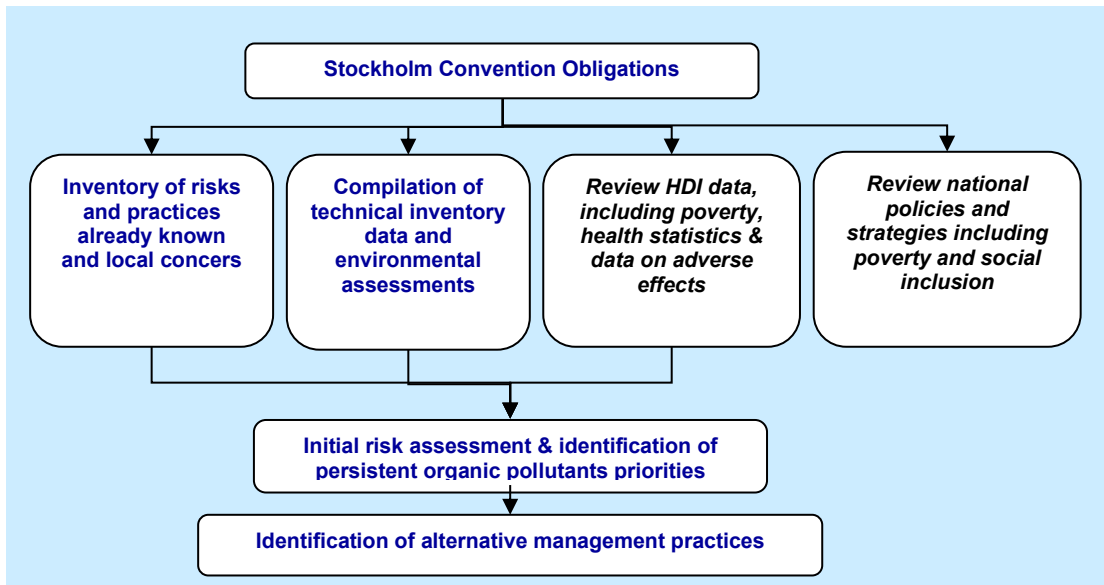 Stockholm Convention Obligations
Inventory of risks
and practices
already known
and local concers
Compilation of
technical inventory
data and
environmental
assessments
Review HDI data,
including poverty,
health statistics &
data on adverse
effects
Review national
policies and
strategies including
poverty and social
inclusion
Initial risk assessment & identification of
persistent organic pollutants priorities
Identification of alternative management practices